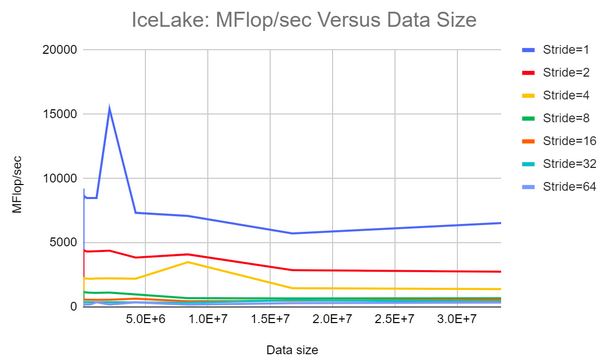 IceLake: MFlop/sec Versus Data Size
MFlop/sec
20000
15000
10000
5000
0
5.0E+6
1.0E+7
1.5E+7
2.0E+7
2.5E+7
3.0E+7
Data size
Stride=1
Stride=2
Stride=4
Stride=8
Stride=16
Stride=32
Stride=64